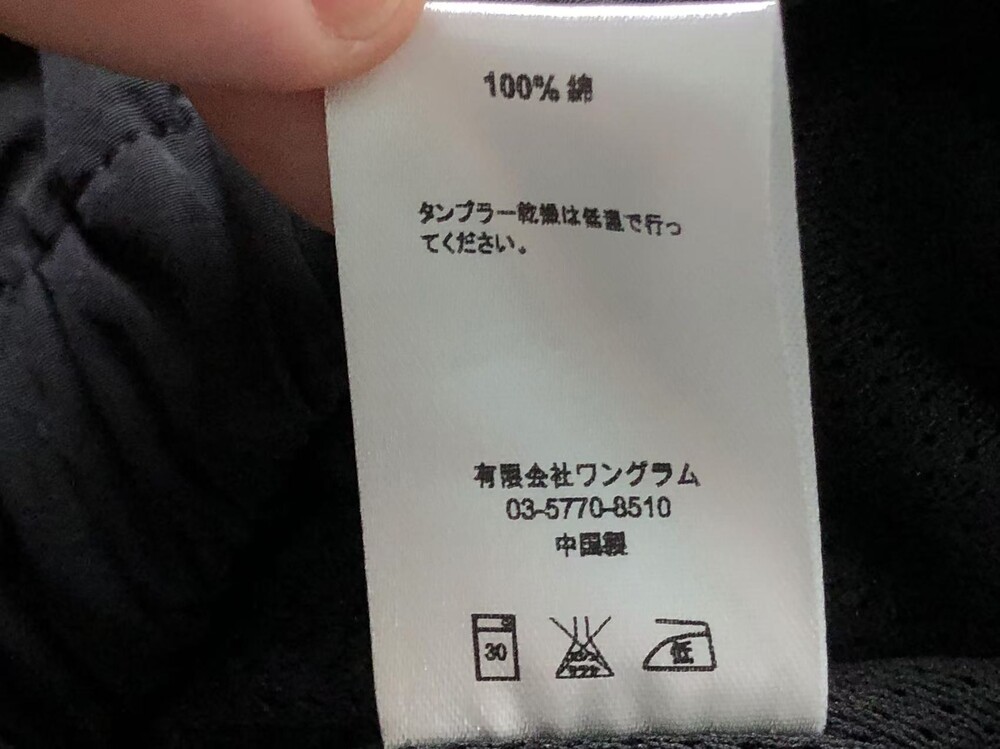 100% 綿
タンブラー乾燥は低温で行っ
てください。
有限会社ワングラム
03-5770-8510
中国製
30
低